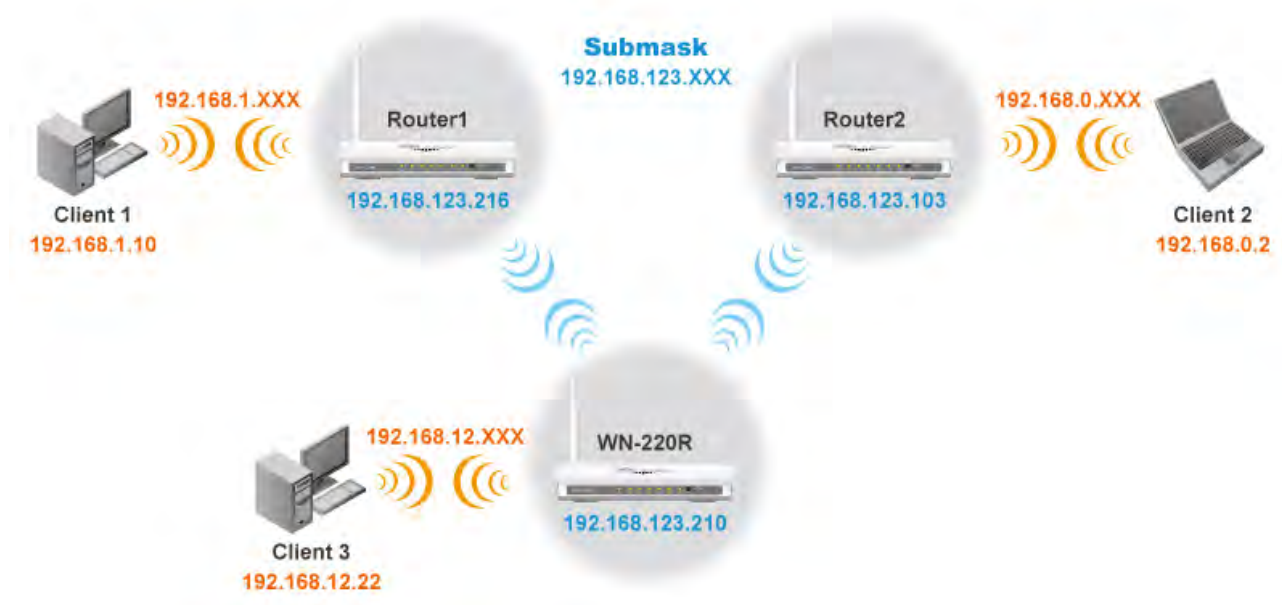 Submask
192.168.123.XXX
192.168.1.XXX
Router1
192.168.123.216
Client 1
192.168.1.10
Router2
192.168.123.103
192.168.0.XXX
Client 2
192.168.0.2
192.168.12.XXX
WN-220R
192.168.123.210
Client 3
192.168.12.22